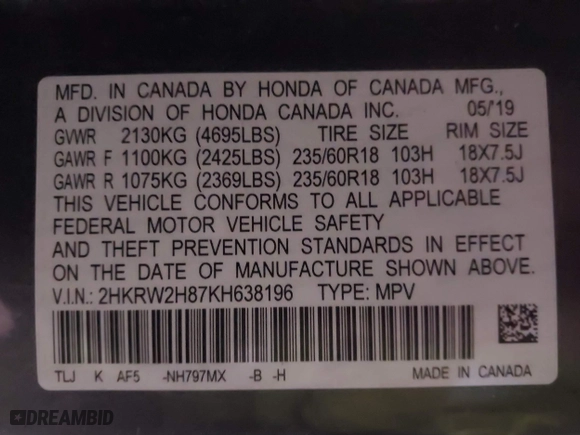 MFD. IN CANADA BY HONDA OF CANADA MFG.,
A DIVISION OF HONDA CANADA INC. 05/'19
GVWR 2130KG (4695LBS) TIRE SIZE RIM SIZE
GAWR F 1100KG (2425LBS) 235/60R18 103H 18X7.5J
GAWR R 1075KG (2369LBS) 235/60R18 103H 18X7.5J
THIS VEHICLE CONFORMS TO ALL APPLICABLE
FEDERAL MOTOR VEHICLE SAFETY
AND THEFT PREVENTION STANDARDS IN EFFECT
ON THE DATE OF MANUFACTURE SHOWN ABOVE.
V.I.N.: 2HKRW2H87KH638196 TYPE: MPV
TLJ K AF5 -NH797MX -B -H MADE IN CANADA
DREAMBID